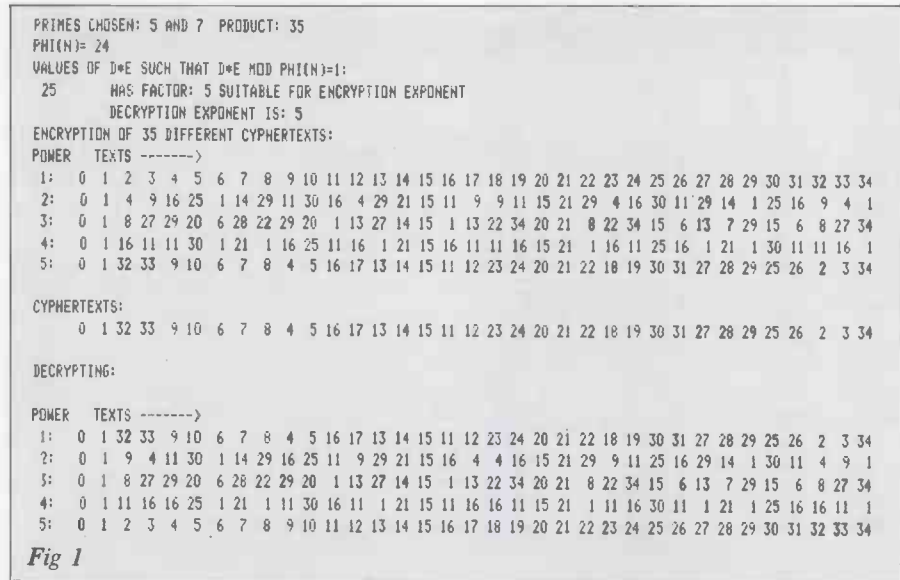 PRIMES CHOSEN: 5 AND 7 PRODUCT: 35
PHI(N)= 24
VALUES OF D*E SUCH THAT D*E MOD PHI(N)=1:
25 HAS FACTOR: 5 SUITABLE FOR ENCRYPTION EXPONENT
DECRYPTION EXPONENT IS: 5
ENCRYPTION OF 35 DIFFERENT CYPHERTEXTS:
POWER TEXTS ------->
1: 0 1 2 3 4 5 6 7 8 9 10 11 12 13 14 15 16 17 18 19 20 21 22 23 24 25 26 27 28 29 30 31 32 33 34
2: 0 1 4 9 16 25 1 14 29 11 30 16 4 29 21 15 11 9 9 11 15 21 29 4 16 30 11 29 14 1 25 16 9 4 1
3: 0 1 8 27 29 20 6 28 22 29 20 1 13 27 14 15 1 13 22 34 20 21 8 22 34 15 6 13 7 29 15 6 8 27 34
4: 0 1 16 11 11 30 1 21 1 16 25 11 16 1 21 15 16 11 11 16 15 21 1 16 11 25 16 1 21 1 30 11 11 16 1
5: 0 1 32 33 9 10 6 7 8 4 5 16 17 13 14 15 11 12 23 24 20 21 22 18 19 30 31 27 28 29 25 26 2 3 34
CYPHERTEXTS:
0 1 32 33 9 10 6 7 8 4 5 16 17 13 14 15 11 12 23 24 20 21 22 18 19 30 31 27 28 29 25 26 2 3 34
DECRYPTING:
POWER TEXTS ------->
1: 0 1 32 33 9 10 6 7 8 4 5 16 17 13 14 15 11 12 23 24 20 21 22 18 19 30 31 27 28 29 25 26 2 3 34
2: 0 1 9 4 11 30 1 14 29 16 25 11 9 29 21 15 16 4 4 16 15 21 29 9 11 25 16 29 14 1 30 11 4 9 1
3: 0 1 8 27 29 20 6 28 22 29 20 1 13 27 14 15 1 13 22 34 20 21 8 22 34 15 6 13 7 29 15 6 8 27 34
4: 0 1 11 16 16 25 1 21 1 11 30 16 11 1 21 15 11 16 16 11 15 21 1 11 16 30 11 1 21 1 25 16 16 11 1
5: 0 1 2 3 4 5 6 7 8 9 10 11 12 13 14 15 16 17 18 19 20 21 22 23 24 25 26 27 28 29 30 31 32 33 34
Fig 1